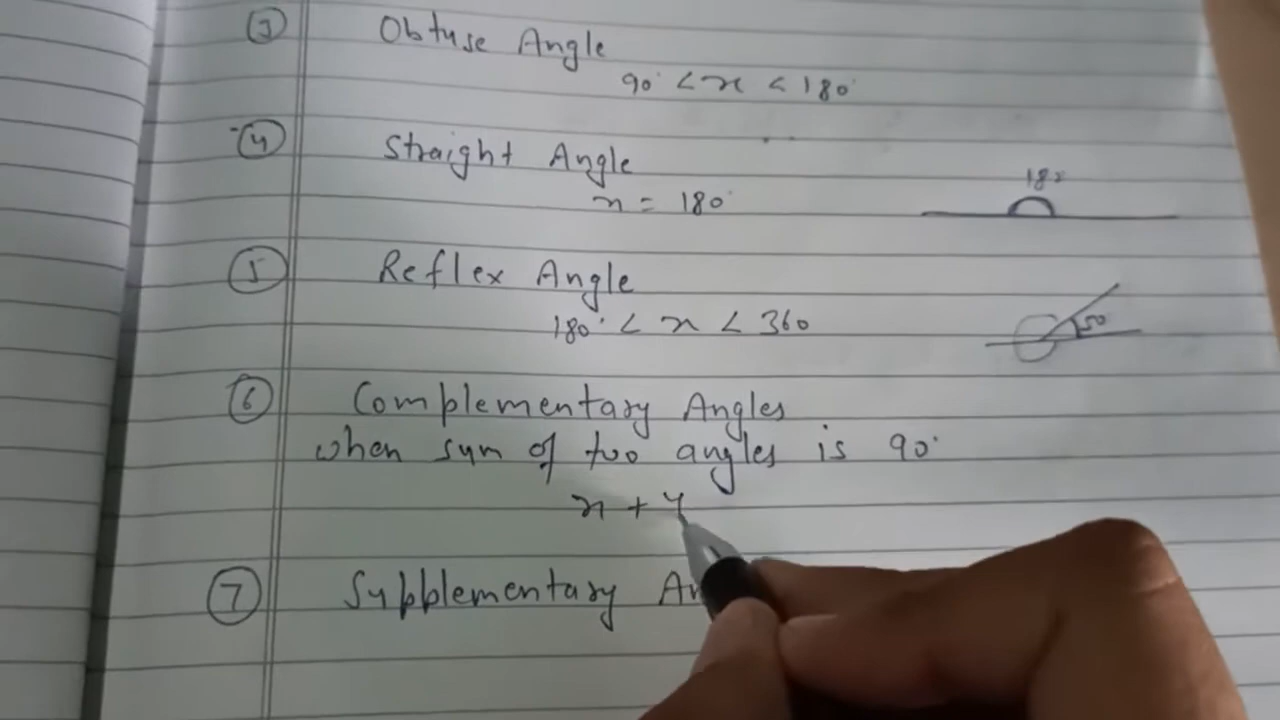 ③ Obtuse Angle
90° < x < 180°
④ Straight Angle
x = 180°
180
⑤ Reflex Angle
180° < x < 360
50
⑥ Complementary Angles
when sum of two angles is 90°
x + y
⑦ Supplementary An